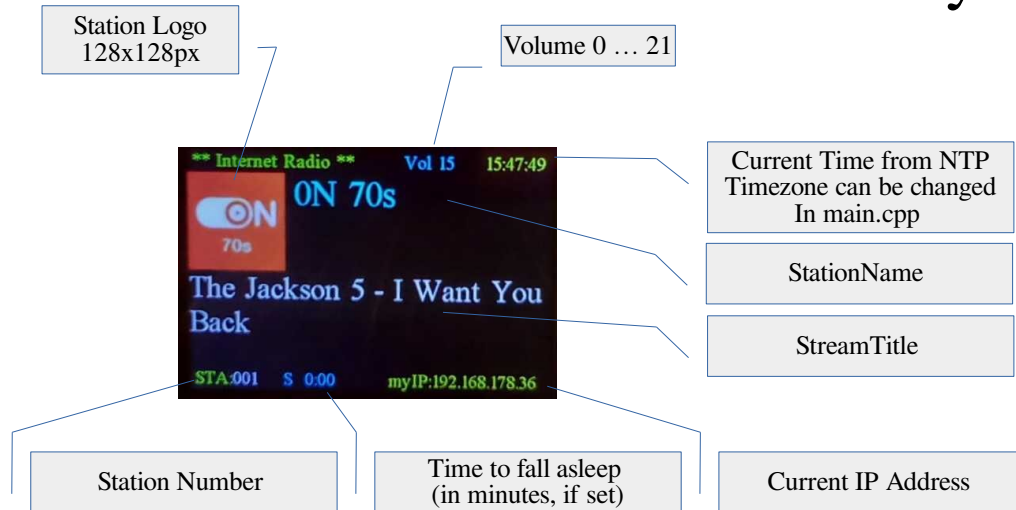 y
Station Logo
128x128px
Volume 0 … 21
** Internet Radio **
Vol 15
15:47:49
ON
70s
0N 70s
The Jackson 5 - I Want You
Back
STA:001
S 0:00
myIP:192.168.178.36
Current Time from NTP
Timezone can be changed
In main.cpp
StationName
StreamTitle
Station Number
Time to fall asleep
(in minutes, if set)
Current IP Address